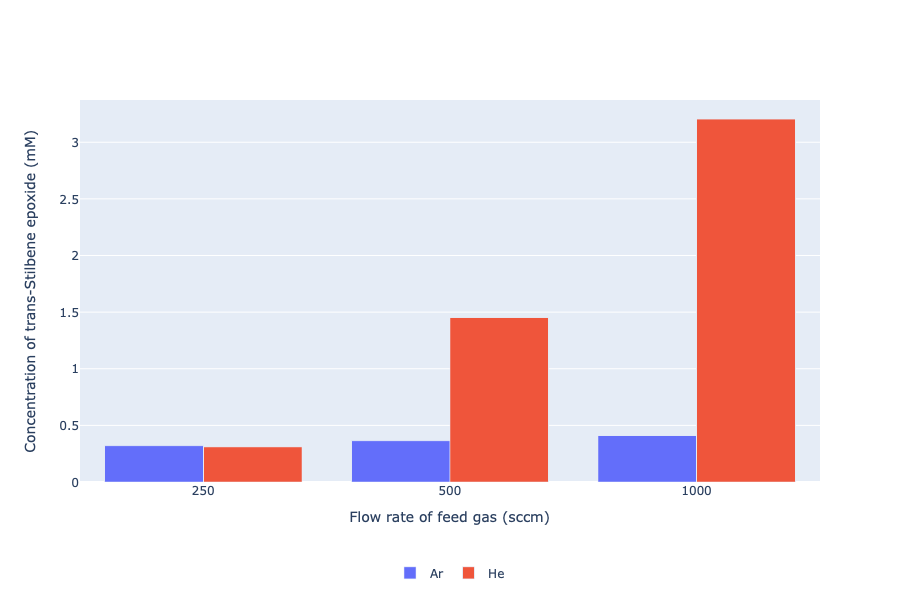 Concentration of trans-Stilbene epoxide (mM)
3
2.5
2
1.5
1
0.5
0
250 500 1000
Flow rate of feed gas (sccm)
Ar He